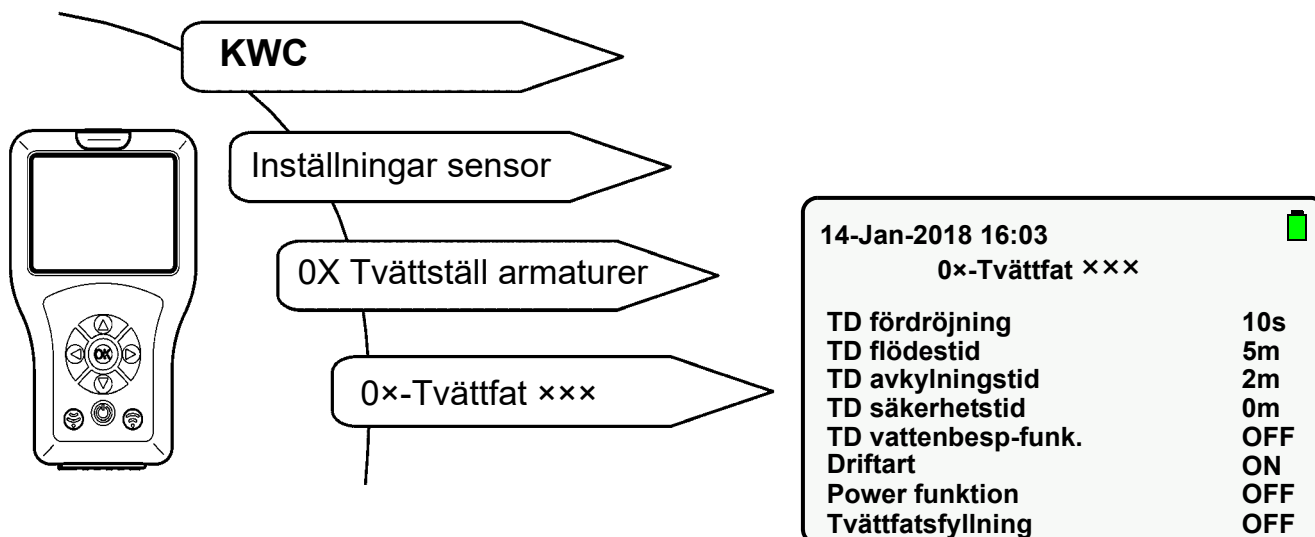 KWC
Inställningar sensor
0X Tvättställ armaturer
0×-Tvättfat ×××
OK
14-Jan-2018 16:03
0×-Tvättfat ×××
TD fördröjning 10s
TD flödestid 5m
TD avkylningstid 2m
TD säkerhetstid 0m
TD vattenbesp-funk. OFF
Driftart ON
Power funktion OFF
Tvättfatsfyllning OFF